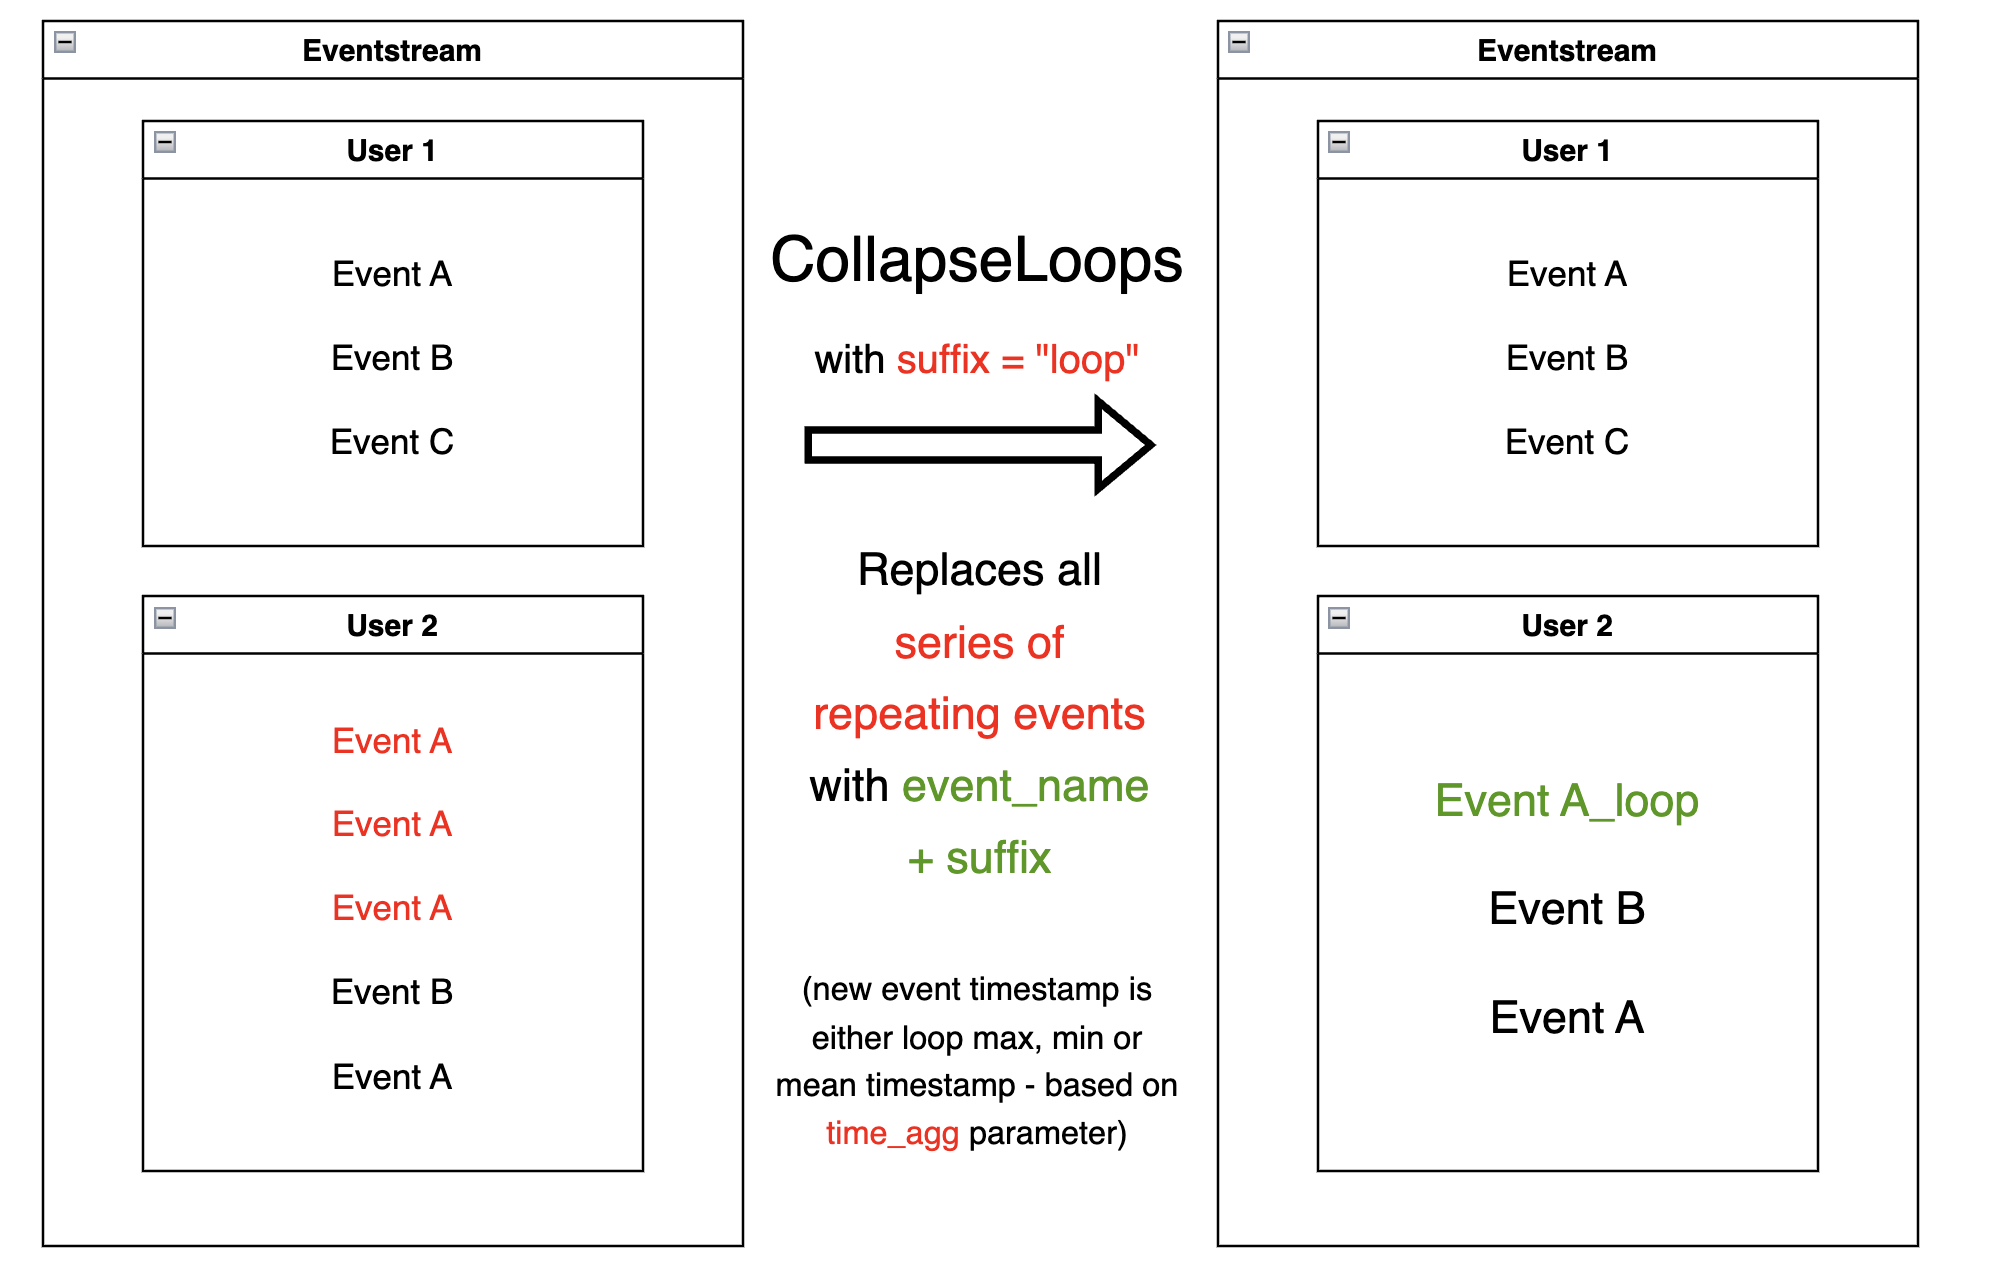 Eventstream
User 1
Event A
Event B
Event C
User 2
Event A
Event A
Event A
Event B
Event A
CollapseLoops
with suffix = "loop"
Replaces all
series of
repeating events
with event_name
+ suffix
(new event timestamp is
either loop max, min or
mean timestamp - based on
time_agg parameter)
Eventstream
User 1
Event A
Event B
Event C
User 2
Event A_loop
Event B
Event A